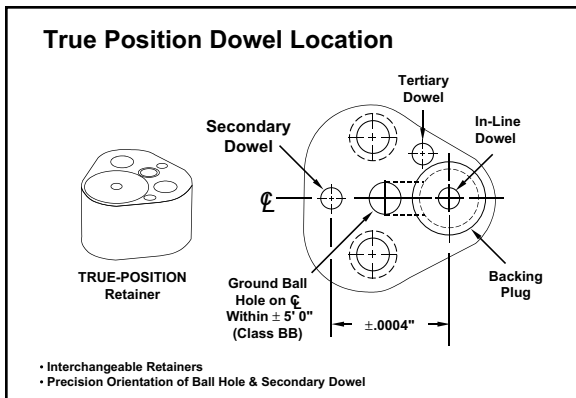 True Position Dowel Location
Tertiary
Dowel
In-Line
Dowel
Secondary
Dowel
℄
TRUE-POSITION
Retainer
Ground Ball
Hole on ℄
Within ± 5' 0"
(Class BB)
±.0004"
Backing
Plug
• Interchangeable Retainers
• Precision Orientation of Ball Hole & Secondary Dowel